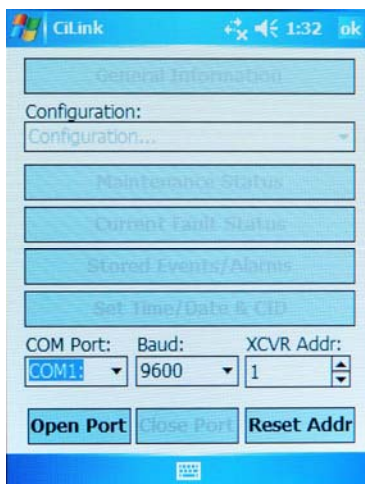 CiLink 1:32 ok
General Information
Configuration:
Configuration...
Maintenance Status
Current Fault Status
Stored Events/Alarms
Set Time/Date & CID
COM Port: Baud: XCVR Addr:
COM1: 9600 1
Open Port Close Port Reset Addr